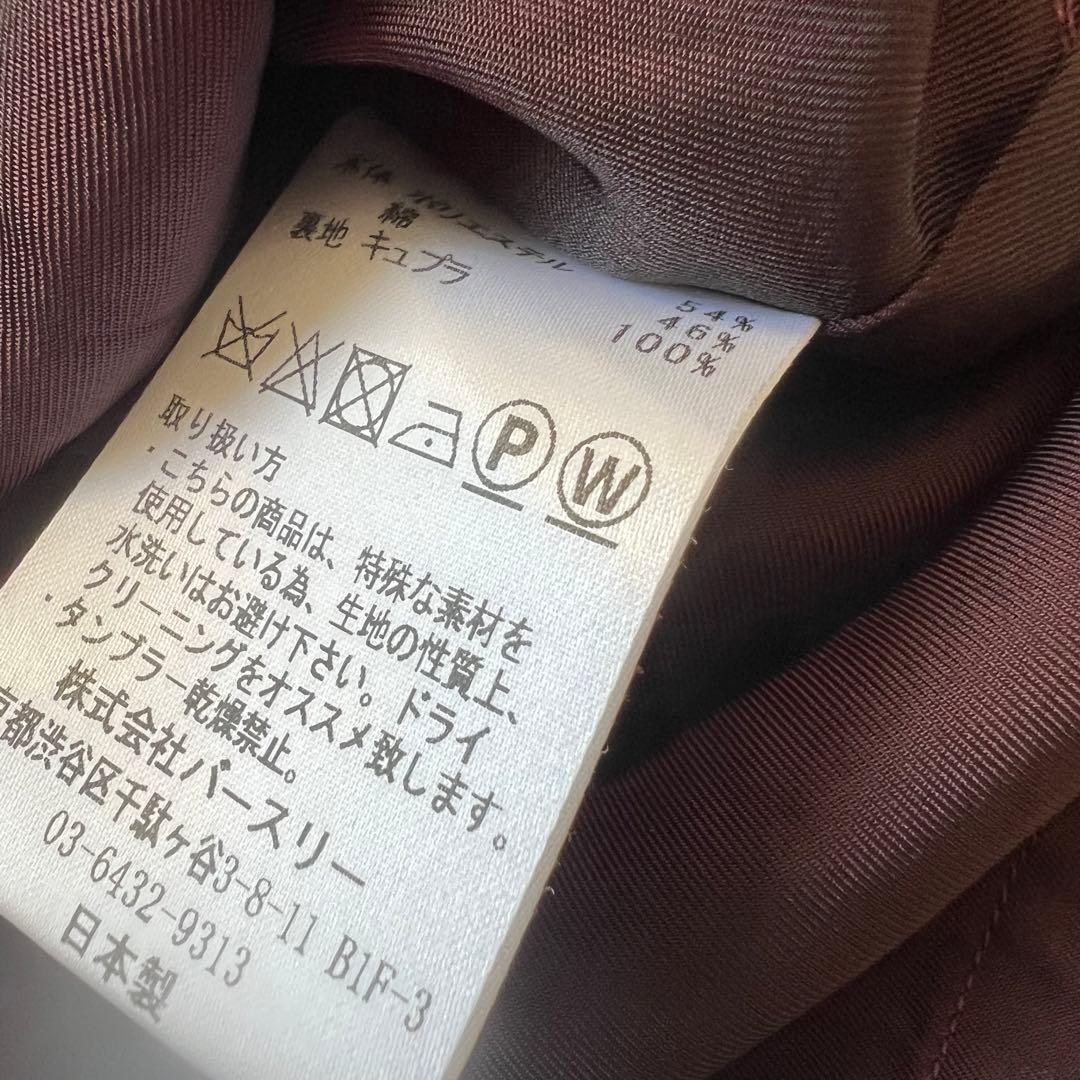 本体 ポリエステル 54%
綿 46%
裏地 キュプラ 100%
P W
取り扱い方
・こちらの商品は、特殊な素材を
使用している為、生地の性質上、
水洗いはお避け下さい。ドライ
クリーニングをオススメ致します。
・タンブラー乾燥禁止。
株式会社バースリー
京都渋谷区千駄ヶ谷3-8-11 B1F-3
03-6432-9313
日本製